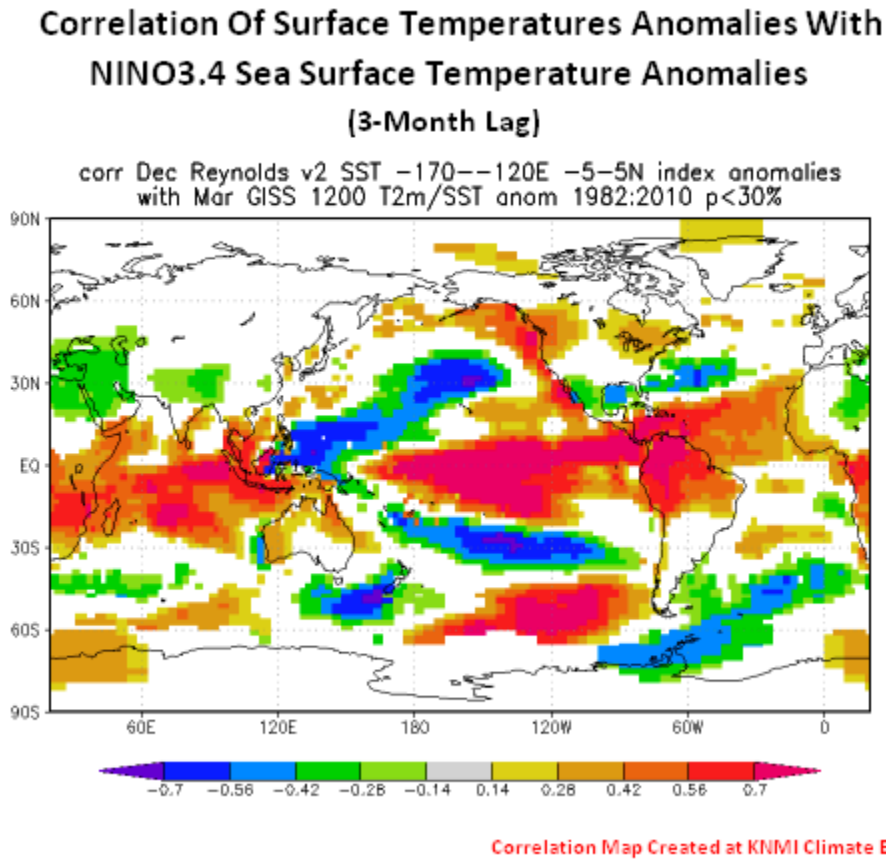 Correlation Of Surface Temperatures Anomalies With
NINO3.4 Sea Surface Temperature Anomalies
(3-Month Lag)
corr Dec Reynolds v2 SST -170--120E -5-5N index anomalies
with Mar GISS 1200 T2m/SST anom 1982:2010 p<30%
90N
60N
30N
EQ
30S
60S
90S
60E 120E 180 120W 60W 0
-0.7 -0.56 -0.42 -0.28 -0.14 0.14 0.28 0.42 0.56 0.7
Correlation Map Created at KNMI Climate E